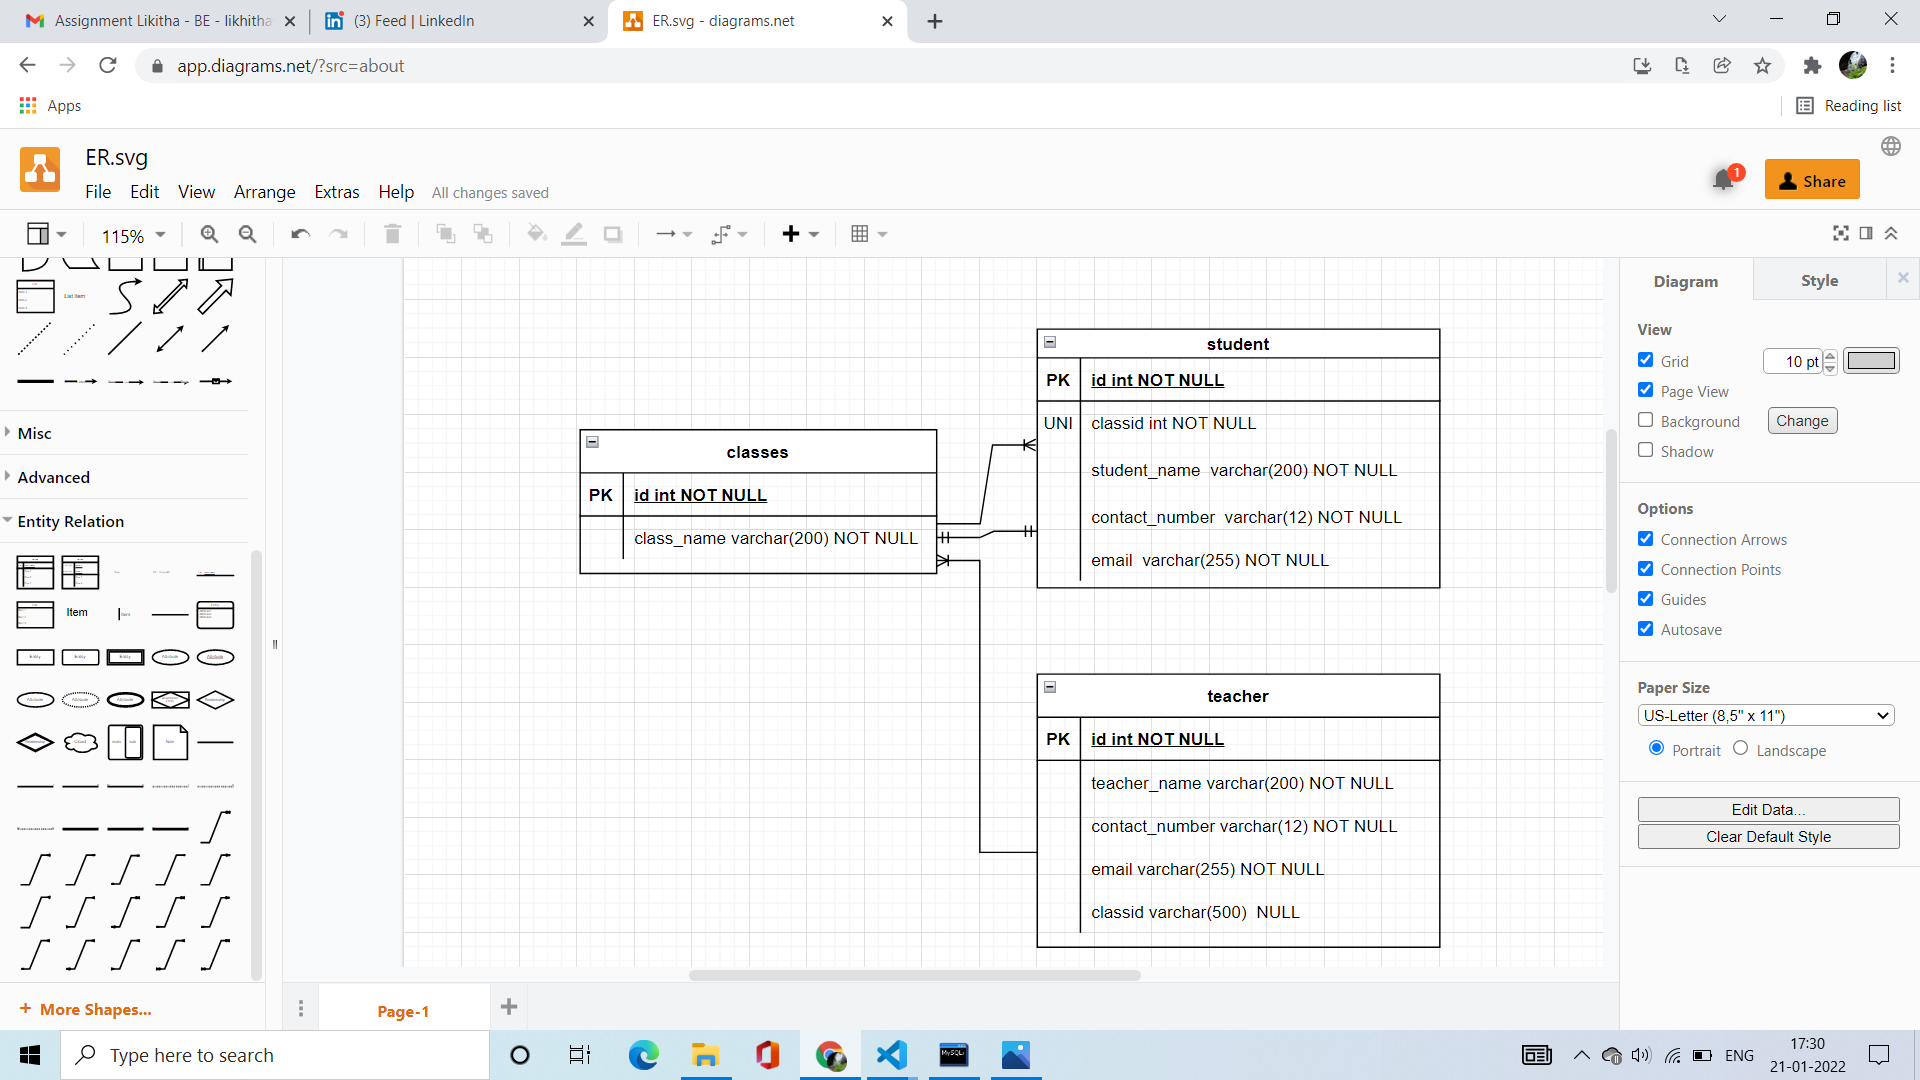 Assignment Likitha - BE - likhitha
(3) Feed | LinkedIn
ER.svg - diagrams.net
app.diagrams.net/?src=about
Apps
Reading list
ER.svg
File Edit View Arrange Extras Help All changes saved
1
Share
115%
List Item
Misc
Advanced
Entity Relation
Item
+ More Shapes...
classes
PK id int NOT NULL
class_name varchar(200) NOT NULL
student
PK id int NOT NULL
UNI classid int NOT NULL
student_name varchar(200) NOT NULL
contact_number varchar(12) NOT NULL
email varchar(255) NOT NULL
teacher
PK id int NOT NULL
teacher_name varchar(200) NOT NULL
contact_number varchar(12) NOT NULL
email varchar(255) NOT NULL
classid varchar(500) NULL
Page-1
Diagram
Style
View
Grid 10 pt
Page View
Background Change
Shadow
Options
Connection Arrows
Connection Points
Guides
Autosave
Paper Size
US-Letter (8,5" x 11")
Portrait Landscape
Edit Data...
Clear Default Style
Type here to search
ENG
17:30
21-01-2022